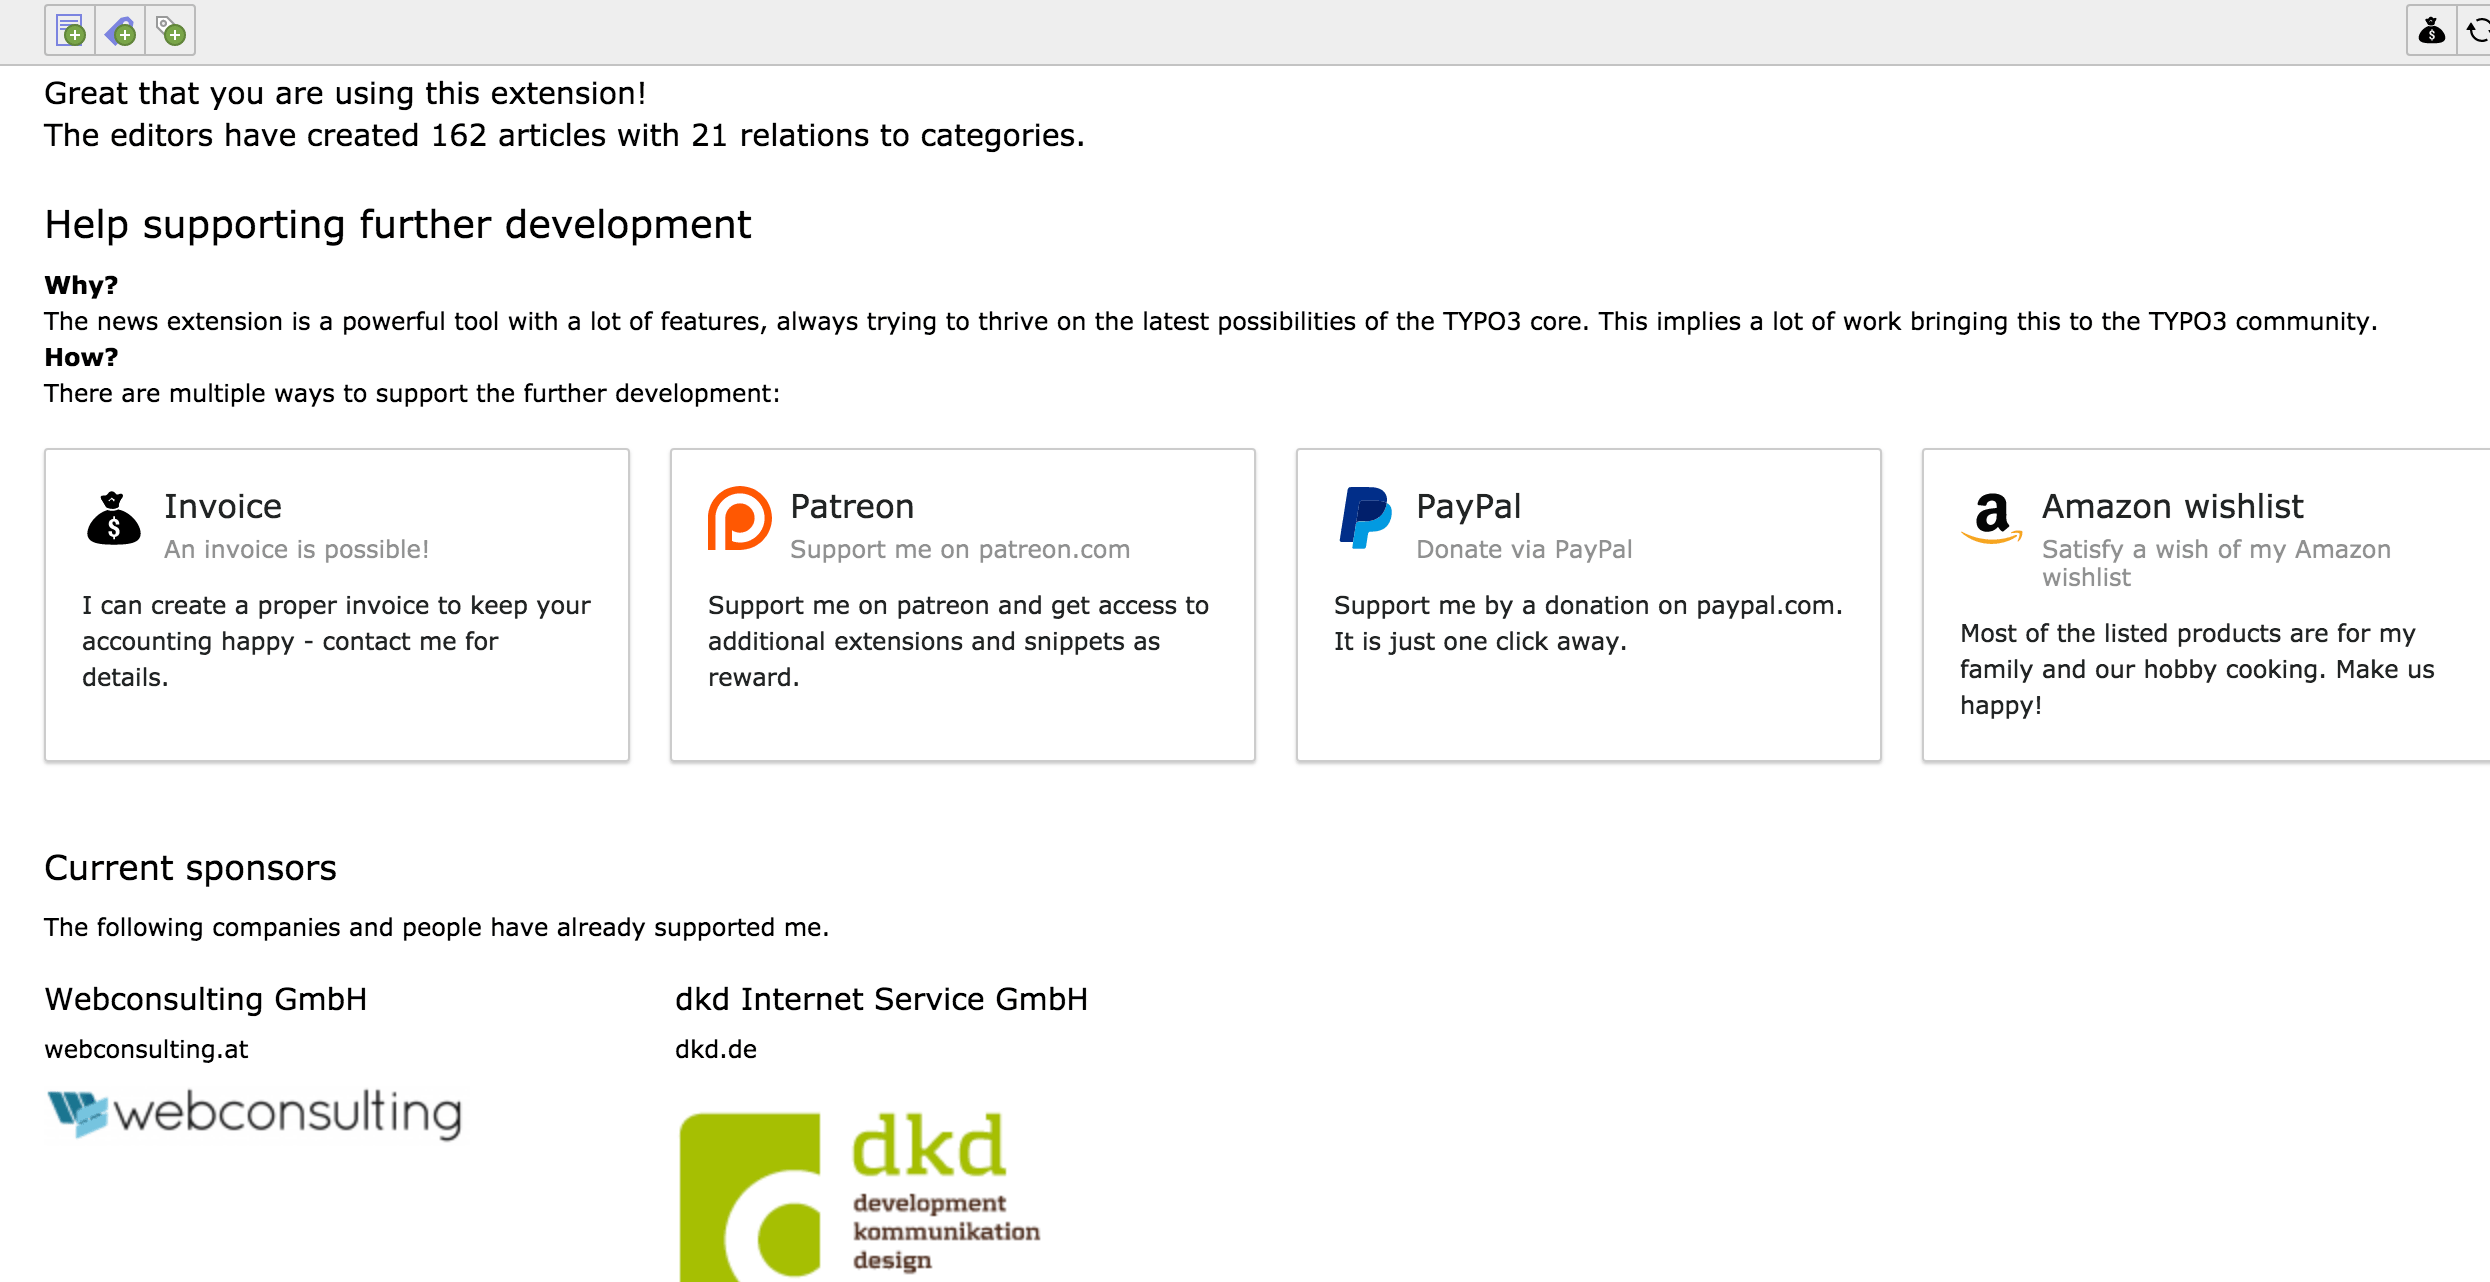 Great that you are using this extension!
The editors have created 162 articles with 21 relations to categories.
Help supporting further development
Why?
The news extension is a powerful tool with a lot of features, always trying to thrive on the latest possibilities of the TYPO3 core. This implies a lot of work bringing this to the TYPO3 community.
How?
There are multiple ways to support the further development:
$
Invoice
An invoice is possible!
I can create a proper invoice to keep your
accounting happy - contact me for
details.
Patreon
Support me on patreon.com
Support me on patreon and get access to
additional extensions and snippets as
reward.
PayPal
Donate via PayPal
Support me by a donation on paypal.com.
It is just one click away.
a
Amazon wishlist
Satisfy a wish of my Amazon
wishlist
Most of the listed products are for my
family and our hobby cooking. Make us
happy!
Current sponsors
The following companies and people have already supported me.
Webconsulting GmbH
webconsulting.at
webconsulting
dkd Internet Service GmbH
dkd.de
dkd
development
kommunikation
design